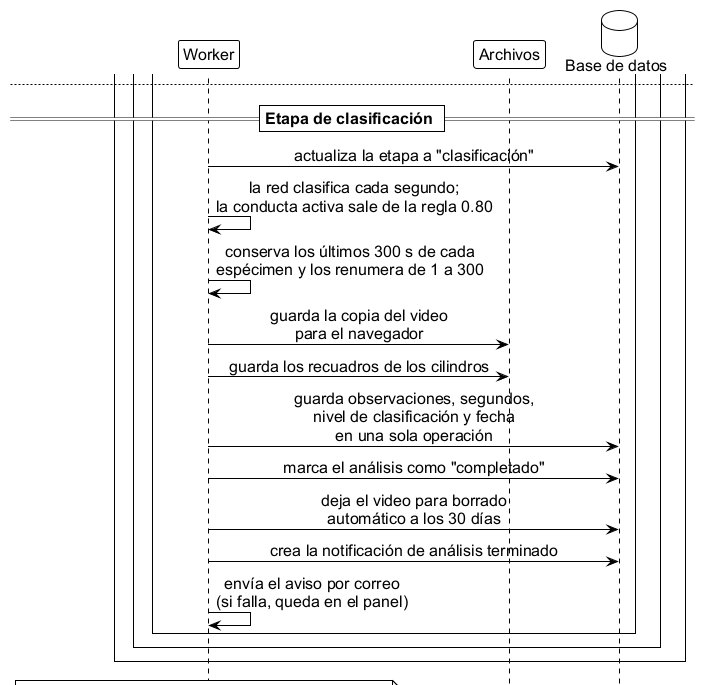 Worker
Archivos
Base de datos
Etapa de clasificación
actualiza la etapa a "clasificación"
la red clasifica cada segundo;
la conducta activa sale de la regla 0.80
conserva los últimos 300 s de cada
espécimen y los renumera de 1 a 300
guarda la copia del video
para el navegador
guarda los recuadros de los cilindros
guarda observaciones, segundos,
nivel de clasificación y fecha
en una sola operación
marca el análisis como "completado"
deja el video para borrado
automático a los 30 días
crea la notificación de análisis terminado
envía el aviso por correo
(si falla, queda en el panel)